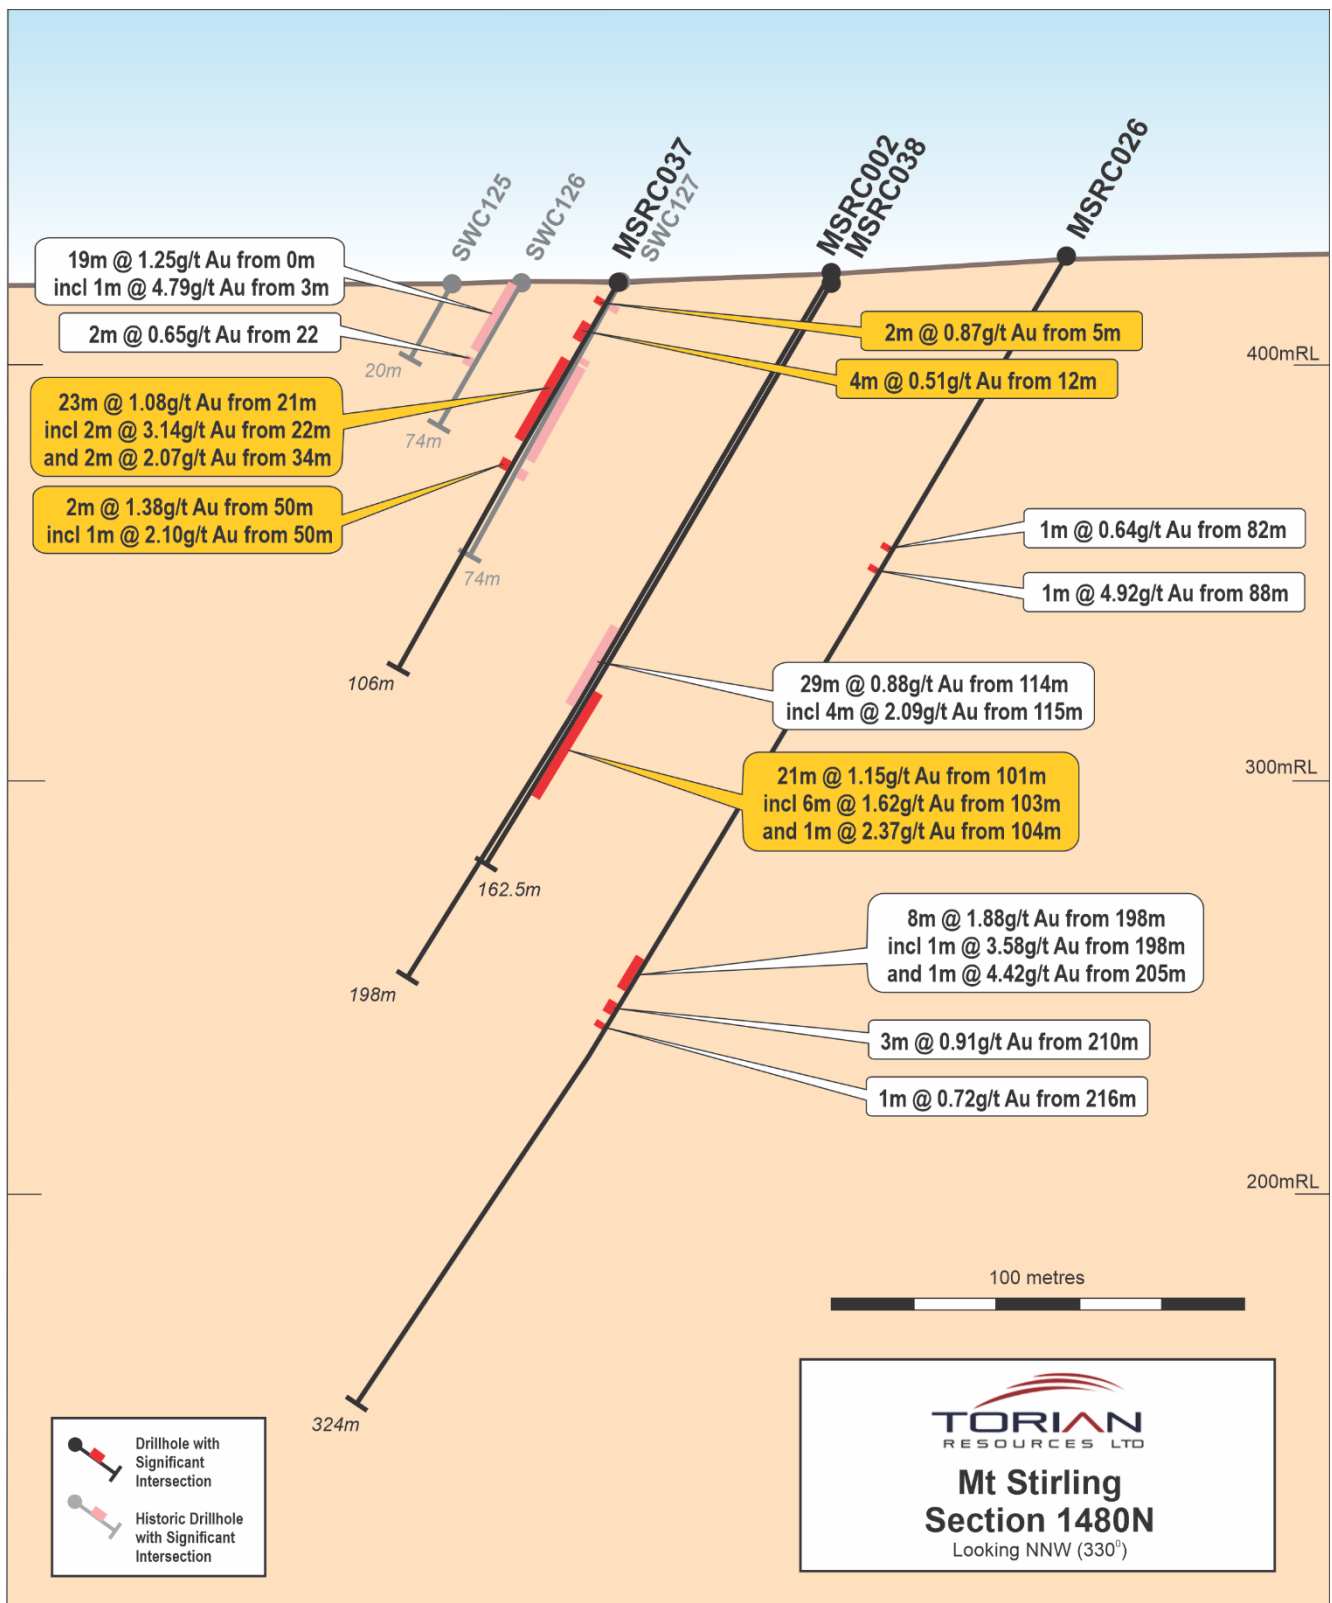 SWC125
SWC126
MSRC037
SWC127
MSRC002
MSRC038
MSRC026
19m @ 1.25g/t Au from 0m
incl 1m @ 4.79g/t Au from 3m
2m @ 0.65g/t Au from 22
23m @ 1.08g/t Au from 21m
incl 2m @ 3.14g/t Au from 22m
and 2m @ 2.07g/t Au from 34m
2m @ 1.38g/t Au from 50m
incl 1m @ 2.10g/t Au from 50m
20m
74m
74m
106m
2m @ 0.87g/t Au from 5m
4m @ 0.51g/t Au from 12m
400mRL
1m @ 0.64g/t Au from 82m
1m @ 4.92g/t Au from 88m
29m @ 0.88g/t Au from 114m
incl 4m @ 2.09g/t Au from 115m
300mRL
21m @ 1.15g/t Au from 101m
incl 6m @ 1.62g/t Au from 103m
and 1m @ 2.37g/t Au from 104m
162.5m
198m
8m @ 1.88g/t Au from 198m
incl 1m @ 3.58g/t Au from 198m
and 1m @ 4.42g/t Au from 205m
3m @ 0.91g/t Au from 210m
1m @ 0.72g/t Au from 216m
200mRL
100 metres
324m
Drillhole with
Significant
Intersection
Historic Drillhole
with Significant
Intersection
TORIAN
RESOURCES LTD
Mt Stirling
Section 1480N
Looking NNW (330⁰)